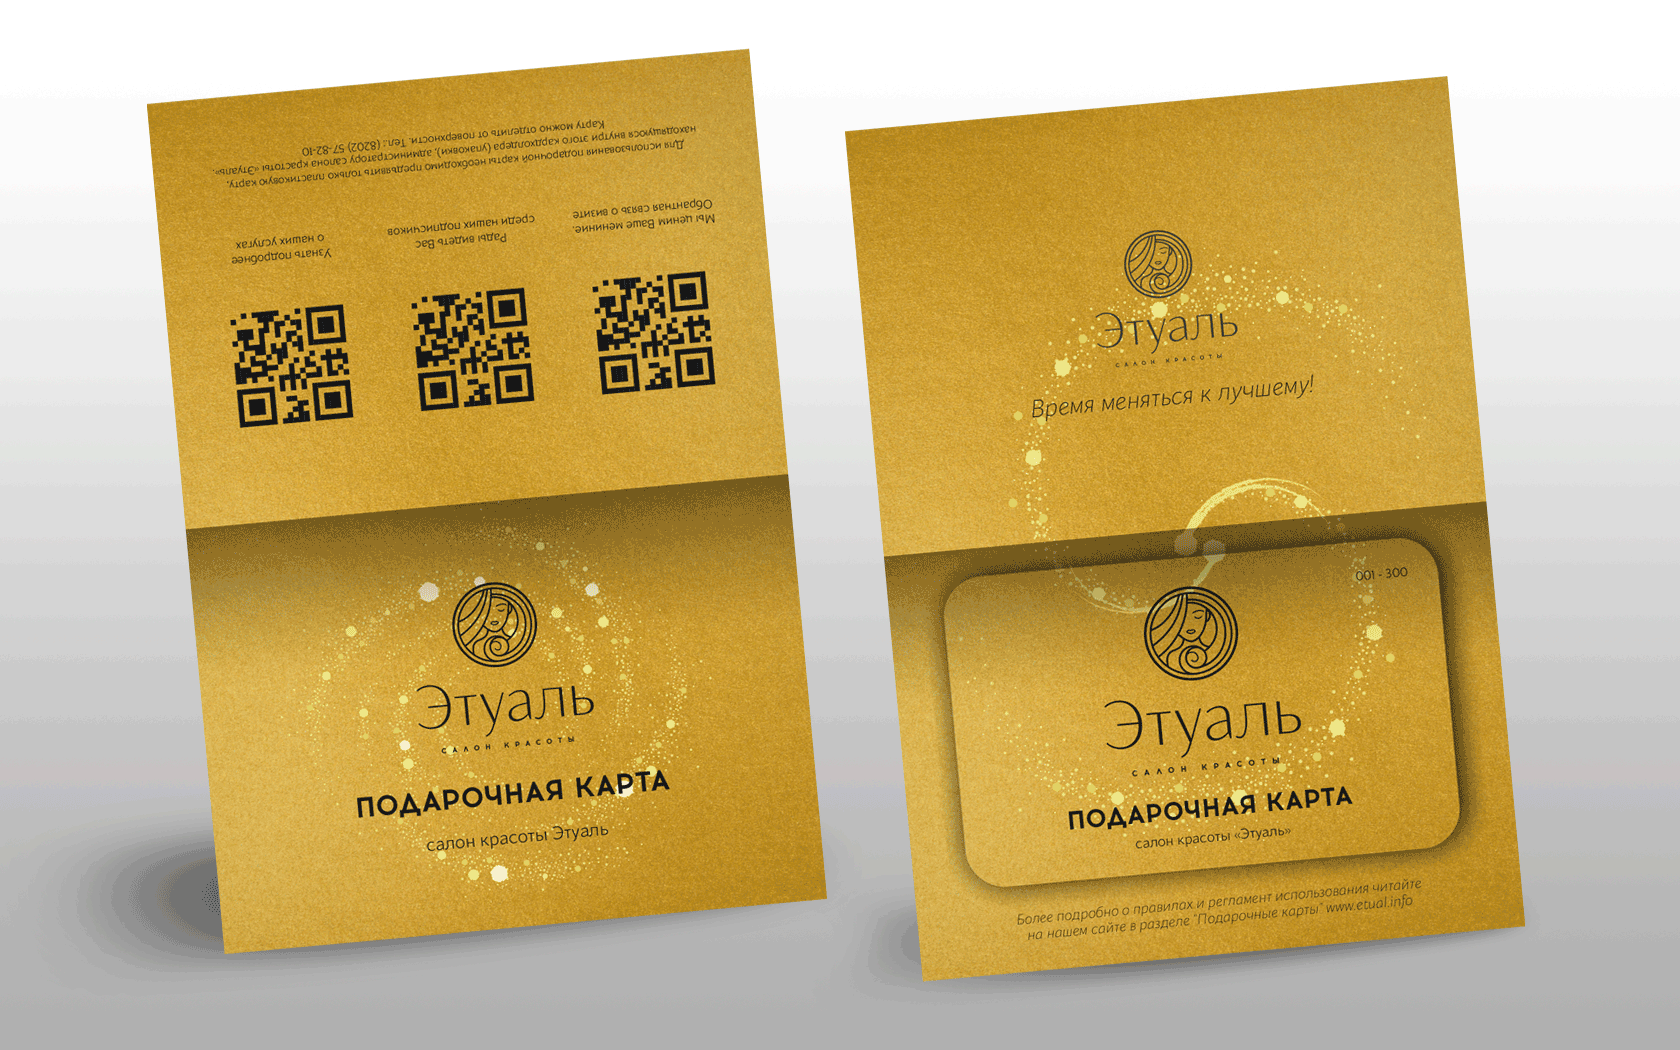 Мы ценим Ваше менинне.
Обрантная связь о визите
Рады видеть Вас
среди наших подписчиков
Узнать подробнее
о наших услугах
Для использования подарочной карты необходимо предъявить только пластиковую карту,
находящуюся внутри этого кардхолдера (упаковки), администратору салона крастоты «Этуаль».
Карту можно отделить от поверхности. Тел.: (8202) 57-82-10
Этуаль
САЛОН КРАСОТЫ
ПОДАРОЧНАЯ КАРТА
салон красоты Этуаль
Этуаль
САЛОН КРАСОТЫ
Время меняться к лучшему!
001 - 300
Этуаль
САЛОН КРАСОТЫ
ПОДАРОЧНАЯ КАРТА
салон красоты «Этуаль»
Более подробно о правилах и регламент использования читайте
на нашем сайте в разделе "Подарочные карты" www.etual.info